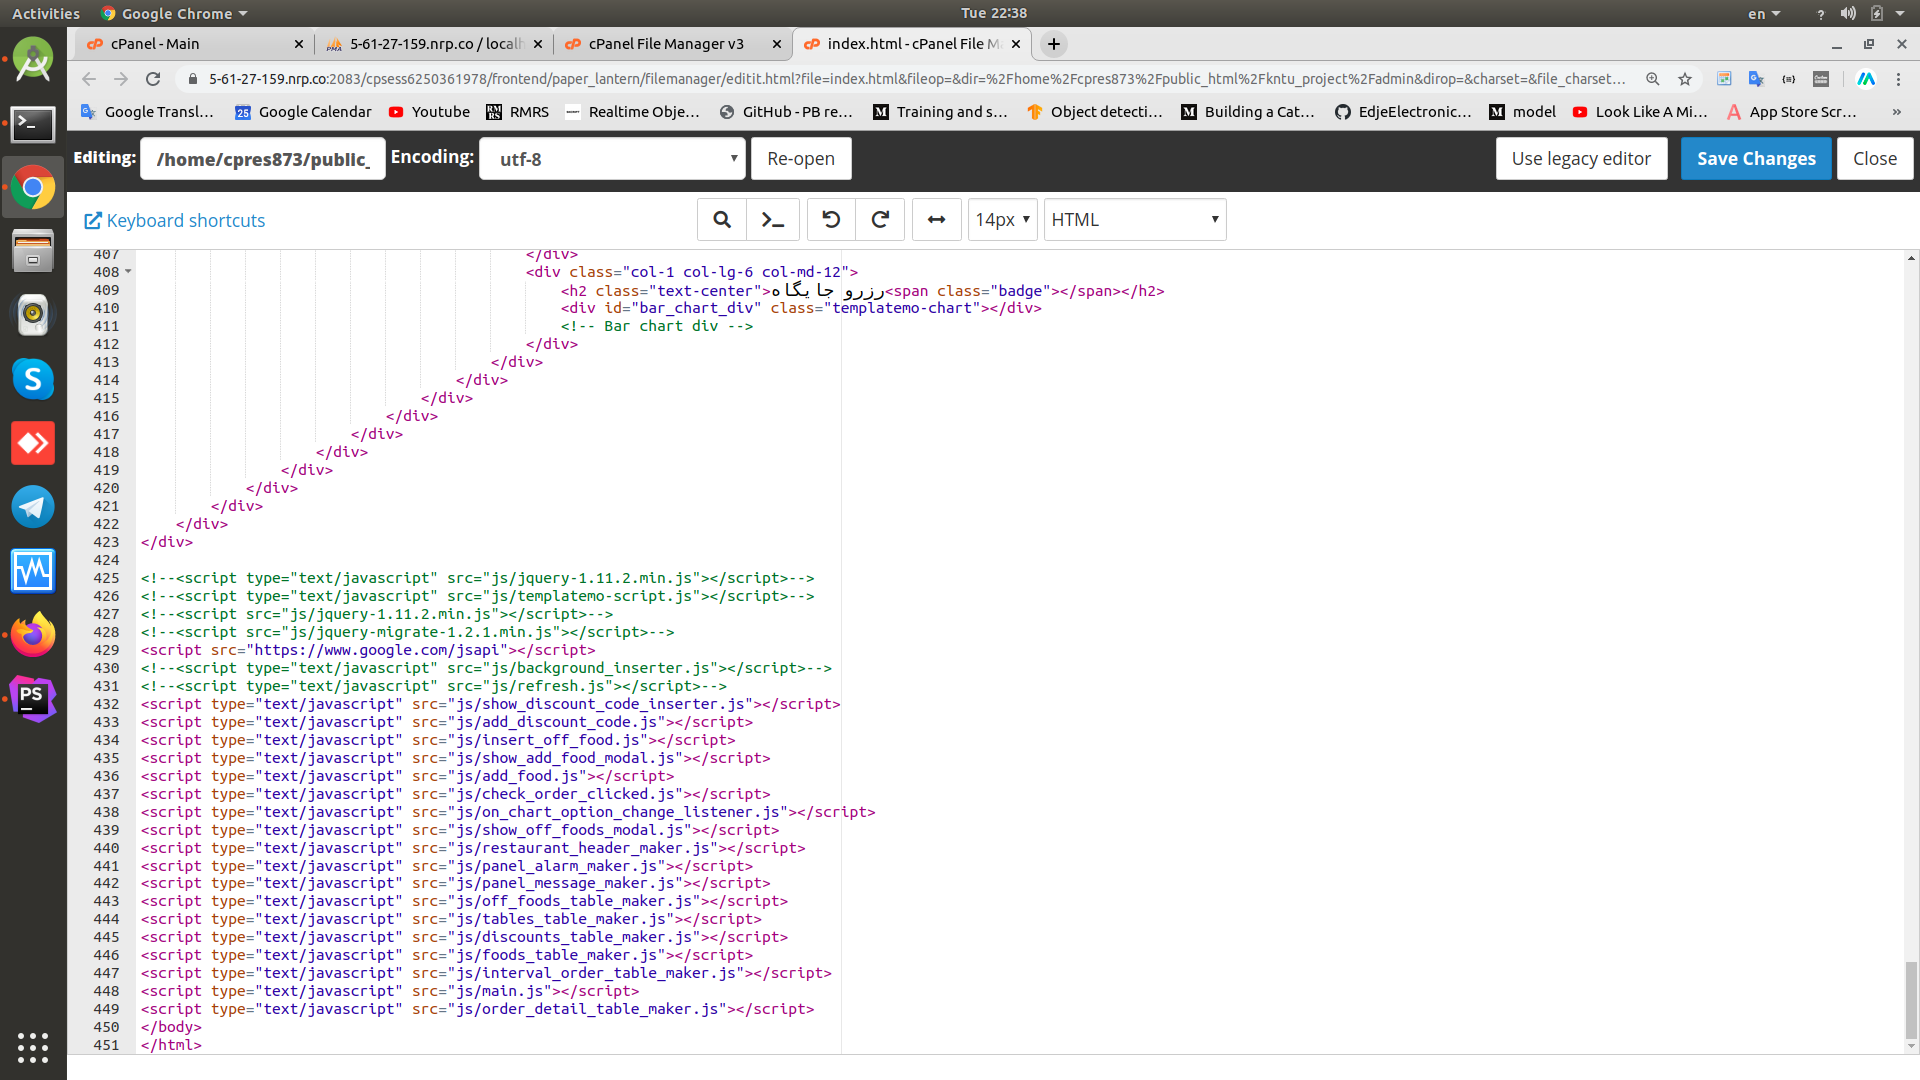 Activities Google Chrome Tue 22:38 en
cPanel - Main 5-61-27-159.nrp.co / local cPanel File Manager v3 index.html - cPanel File M
5-61-27-159.nrp.co:2083/cpsess6250361978/frontend/paper_lantern/filemanager/editit.html?file=index.html&fileop=&dir=%2Fhome%2Fcpres873%2Fpublic_html%2Fkntu_project%2Fadmin&dirop=&charset=&file_charset...
Google Transl... Google Calendar Youtube RMRS Realtime Obje... GitHub - PB re... Training and s... Object detecti... Building a Cat... EdjeElectronic... model Look Like A Mi... App Store Scr... »
Editing: /home/cpres873/public_ Encoding: utf-8 Re-open Use legacy editor Save Changes Close
Keyboard shortcuts 14px HTML
407 </div>
408 <div class="col-1 col-lg-6 col-md-12">
409 <h2 class="text-center">رزرو جایگاه<span class="badge"></span></h2>
410 <div id="bar_chart_div" class="templatemo-chart"></div>
411 <!-- Bar chart div -->
412 </div>
413 </div>
414 </div>
415 </div>
416 </div>
417 </div>
418 </div>
419 </div>
420 </div>
421 </div>
422 </div>
423 </div>
424
425 <!--<script type="text/javascript" src="js/jquery-1.11.2.min.js"></script>-->
426 <!--<script type="text/javascript" src="js/templatemo-script.js"></script>-->
427 <!--<script src="js/jquery-1.11.2.min.js"></script>-->
428 <!--<script src="js/jquery-migrate-1.2.1.min.js"></script>-->
429 <script src="https://www.google.com/jsapi"></script>
430 <!--<script type="text/javascript" src="js/background_inserter.js"></script>-->
431 <!--<script type="text/javascript" src="js/refresh.js"></script>-->
432 <script type="text/javascript" src="js/show_discount_code_inserter.js"></script>
433 <script type="text/javascript" src="js/add_discount_code.js"></script>
434 <script type="text/javascript" src="js/insert_off_food.js"></script>
435 <script type="text/javascript" src="js/show_add_food_modal.js"></script>
436 <script type="text/javascript" src="js/add_food.js"></script>
437 <script type="text/javascript" src="js/check_order_clicked.js"></script>
438 <script type="text/javascript" src="js/on_chart_option_change_listener.js"></script>
439 <script type="text/javascript" src="js/show_off_foods_modal.js"></script>
440 <script type="text/javascript" src="js/restaurant_header_maker.js"></script>
441 <script type="text/javascript" src="js/panel_alarm_maker.js"></script>
442 <script type="text/javascript" src="js/panel_message_maker.js"></script>
443 <script type="text/javascript" src="js/off_foods_table_maker.js"></script>
444 <script type="text/javascript" src="js/tables_table_maker.js"></script>
445 <script type="text/javascript" src="js/discounts_table_maker.js"></script>
446 <script type="text/javascript" src="js/foods_table_maker.js"></script>
447 <script type="text/javascript" src="js/interval_order_table_maker.js"></script>
448 <script type="text/javascript" src="js/main.js"></script>
449 <script type="text/javascript" src="js/order_detail_table_maker.js"></script>
450 </body>
451 </html>